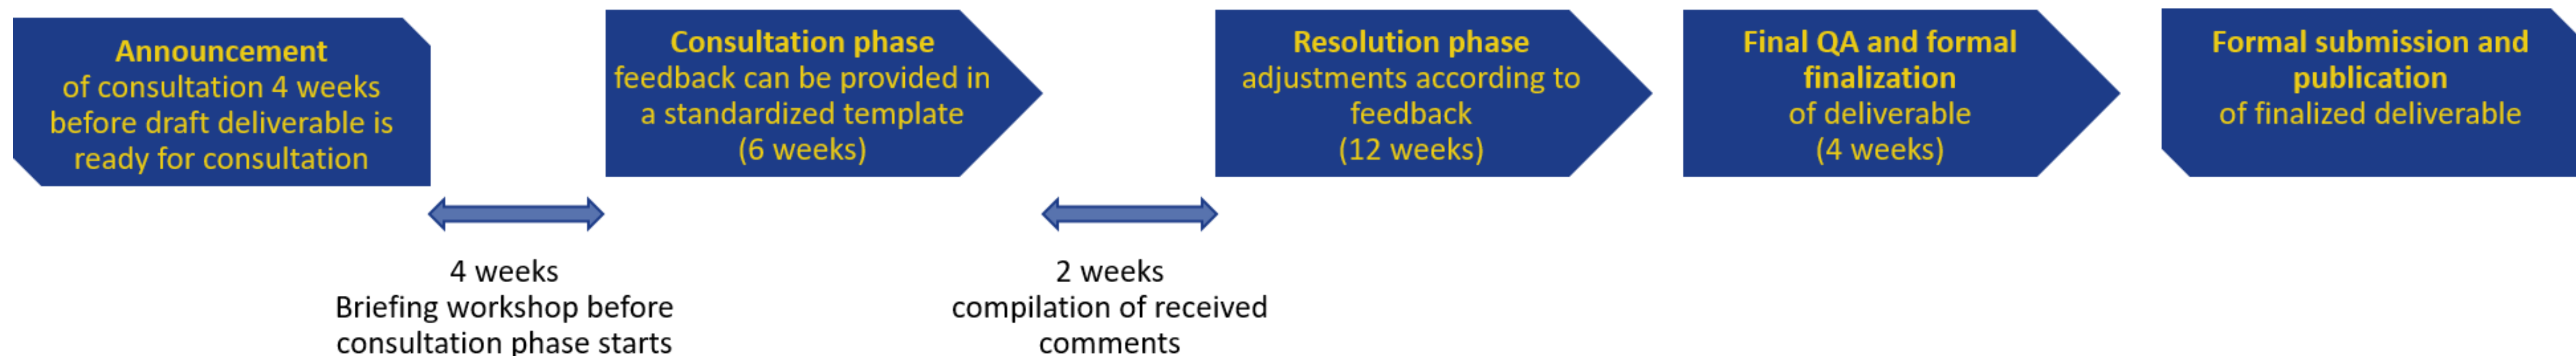 Announcement
of consultation 4 weeks
before draft deliverable is
ready for consultation
4 weeks
Briefing workshop before
consultation phase starts
Consultation phase
feedback can be provided in
a standardized template
(6 weeks)
2 weeks
compilation of received
comments
Resolution phase
adjustments according to
feedback
(12 weeks)
Final QA and formal
finalization
of deliverable
(4 weeks)
Formal submission and
publication
of finalized deliverable